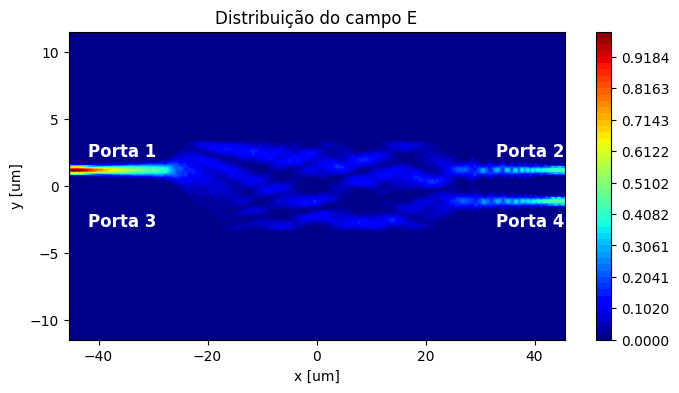 Distribuição do campo E
10
5
0
−5
−10
y [um]
Porta 1
Porta 2
Porta 3
Porta 4
−40
−20
0
20
40
x [um]
0.9184
0.8163
0.7143
0.6122
0.5102
0.4082
0.3061
0.2041
0.1020
0.0000